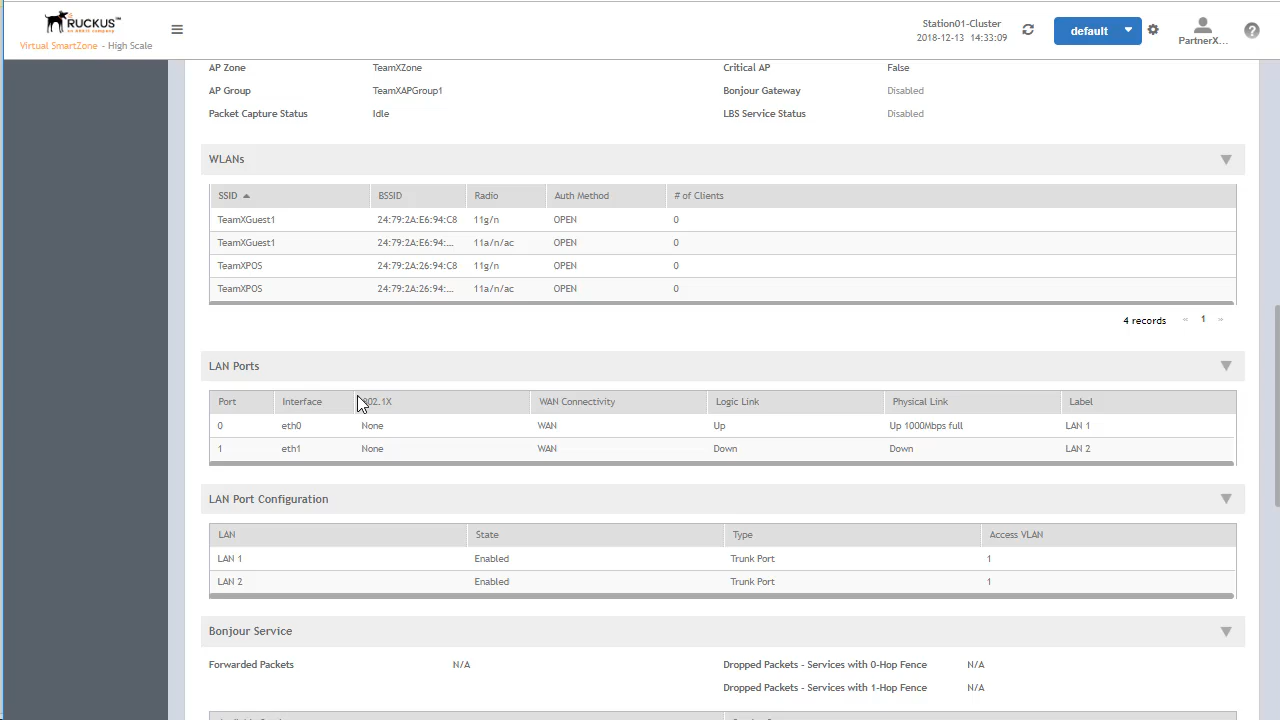 RUCKUS™
Virtual SmartZone - High Scale
Station01-Cluster
2018-12-13 14:33:09
default
PartnerX...
AP Zone TeamXZone Critical AP False
AP Group TeamXAPGroup1 Bonjour Gateway Disabled
Packet Capture Status Idle LBS Service Status Disabled
WLANs
SSID BSSID Radio Auth Method # of Clients
TeamXGuest1 24:79:2A:E6:94:C8 11g/n OPEN 0
TeamXGuest1 24:79:2A:E6:94:... 11a/n/ac OPEN 0
TeamXPOS 24:79:2A:26:94:C8 11g/n OPEN 0
TeamXPOS 24:79:2A:26:94:... 11a/n/ac OPEN 0
4 records « 1 »
LAN Ports
Port Interface 802.1X WAN Connectivity Logic Link Physical Link Label
0 eth0 None WAN Up Up 1000Mbps full LAN 1
1 eth1 None WAN Down Down LAN 2
LAN Port Configuration
LAN State Type Access VLAN
LAN 1 Enabled Trunk Port 1
LAN 2 Enabled Trunk Port 1
Bonjour Service
Forwarded Packets N/A Dropped Packets - Services with 0-Hop Fence N/A
Dropped Packets - Services with 1-Hop Fence N/A